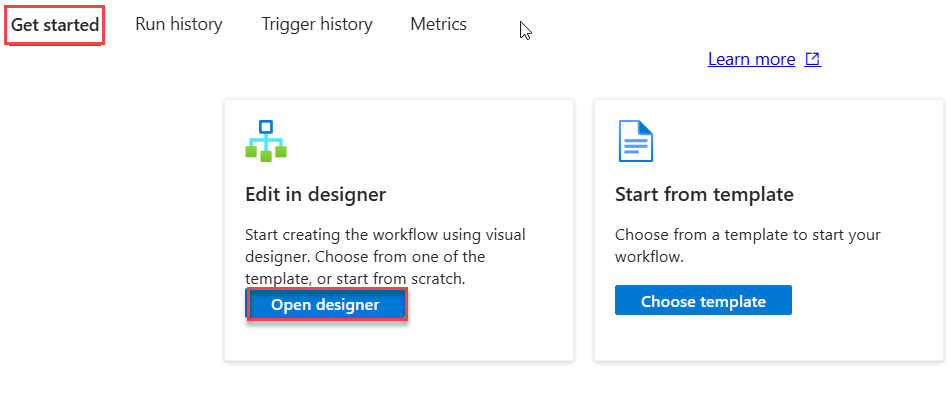 Get started Run history Trigger history Metrics
Learn more
Edit in designer
Start creating the workflow using visual
designer. Choose from one of the
template, or start from scratch.
Open designer
Start from template
Choose from a template to start your
workflow.
Choose template